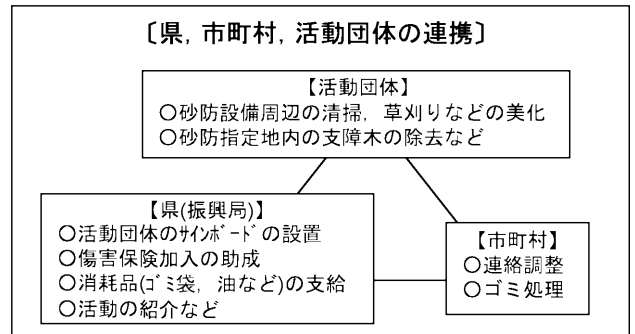 〔県，市町村，活動団体の連携〕
【活動団体】
○砂防設備周辺の清掃，草刈りなどの美化
○砂防指定地内の支障木の除去など
【県(振興局)】
○活動団体のｻｲﾝﾎﾞｰﾄﾞの設置
○傷害保険加入の助成
○消耗品(ｺﾞﾐ袋，油など)の支給
○活動の紹介など
【市町村】
○連絡調整
○ゴミ処理